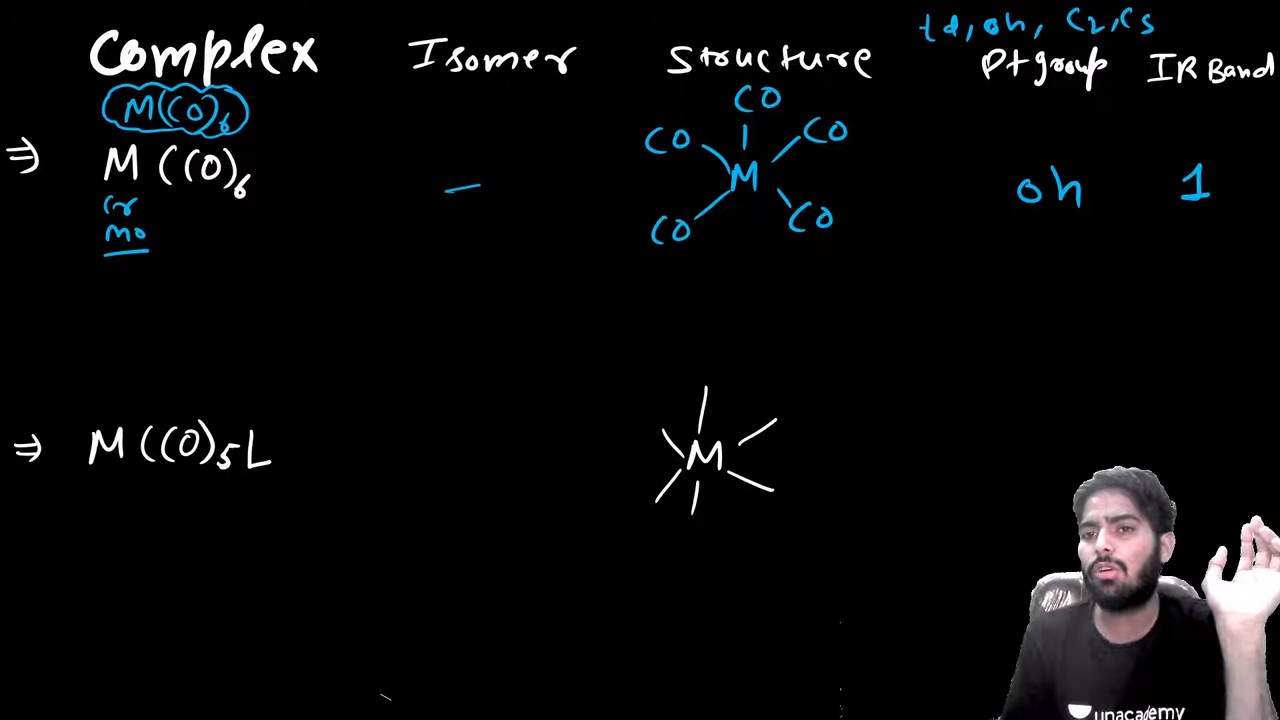 td, oh, C2, Cs
Complex Isomer Structure Pt group IR Band
M(CO)6
⇒ M(CO)6 — oh 1
Cr
Mo
CO
CO CO
M
CO CO
⇒ M(CO)5L M
unacademy